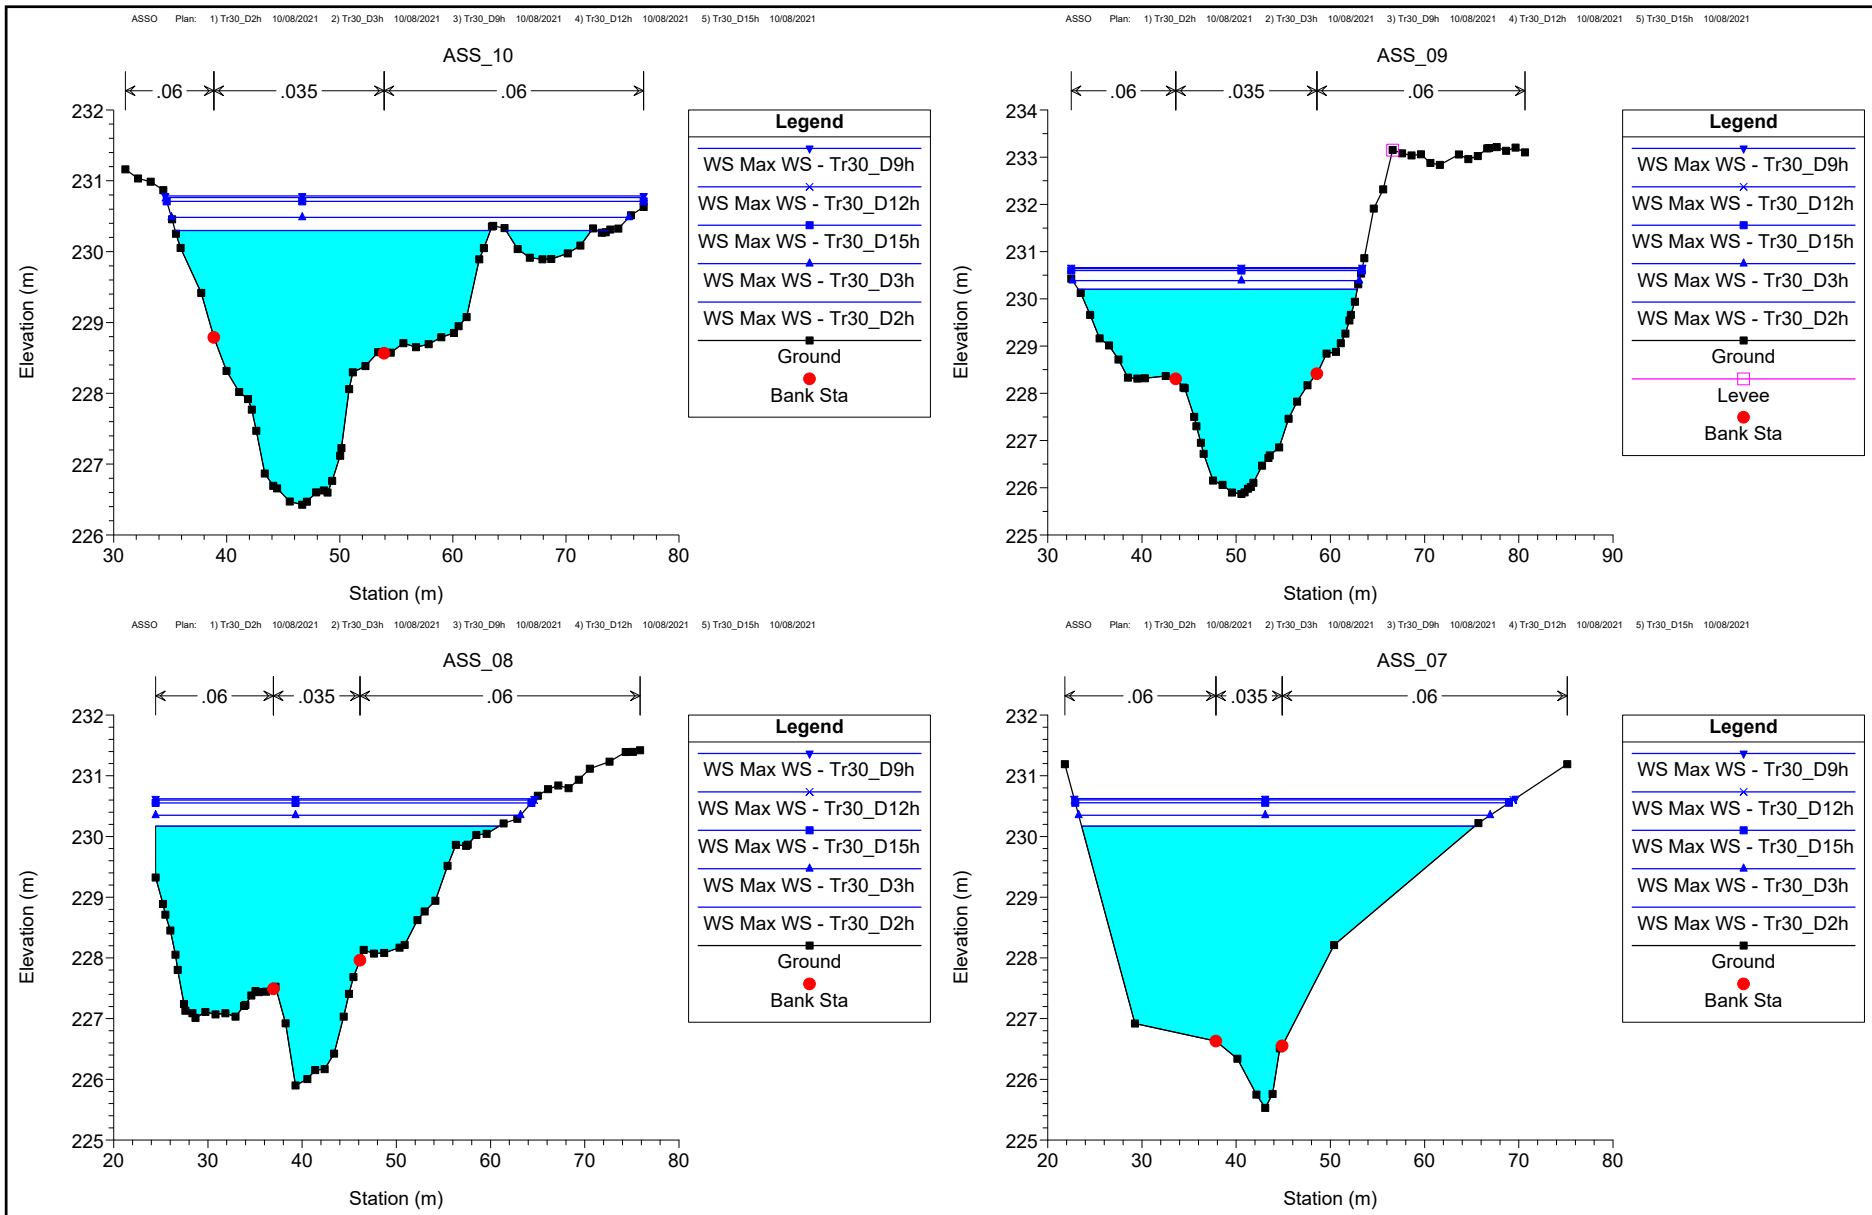 ASSO Plan: 1) Tr30_D2h 10/08/2021 2) Tr30_D3h 10/08/2021 3) Tr30_D9h 10/08/2021 4) Tr30_D12h 10/08/2021 5) Tr30_D15h 10/08/2021
ASS_10
.06 .035 .06
232
231
230
229
228
227
226
30 40 50 60 70 80
Elevation (m)
Station (m)
Legend
WS Max WS - Tr30_D9h
WS Max WS - Tr30_D12h
WS Max WS - Tr30_D15h
WS Max WS - Tr30_D3h
WS Max WS - Tr30_D2h
Ground
Bank Sta
ASSO Plan: 1) Tr30_D2h 10/08/2021 2) Tr30_D3h 10/08/2021 3) Tr30_D9h 10/08/2021 4) Tr30_D12h 10/08/2021 5) Tr30_D15h 10/08/2021
ASS_09
.06 .035 .06
234
233
232
231
230
229
228
227
226
225
30 40 50 60 70 80 90
Elevation (m)
Station (m)
Legend
WS Max WS - Tr30_D9h
WS Max WS - Tr30_D12h
WS Max WS - Tr30_D15h
WS Max WS - Tr30_D3h
WS Max WS - Tr30_D2h
Ground
Levee
Bank Sta
ASSO Plan: 1) Tr30_D2h 10/08/2021 2) Tr30_D3h 10/08/2021 3) Tr30_D9h 10/08/2021 4) Tr30_D12h 10/08/2021 5) Tr30_D15h 10/08/2021
ASS_08
.06 .035 .06
232
231
230
229
228
227
226
225
20 30 40 50 60 70 80
Elevation (m)
Station (m)
Legend
WS Max WS - Tr30_D9h
WS Max WS - Tr30_D12h
WS Max WS - Tr30_D15h
WS Max WS - Tr30_D3h
WS Max WS - Tr30_D2h
Ground
Bank Sta
ASSO Plan: 1) Tr30_D2h 10/08/2021 2) Tr30_D3h 10/08/2021 3) Tr30_D9h 10/08/2021 4) Tr30_D12h 10/08/2021 5) Tr30_D15h 10/08/2021
ASS_07
.06 .035 .06
232
231
230
229
228
227
226
225
20 30 40 50 60 70 80
Elevation (m)
Station (m)
Legend
WS Max WS - Tr30_D9h
WS Max WS - Tr30_D12h
WS Max WS - Tr30_D15h
WS Max WS - Tr30_D3h
WS Max WS - Tr30_D2h
Ground
Bank Sta